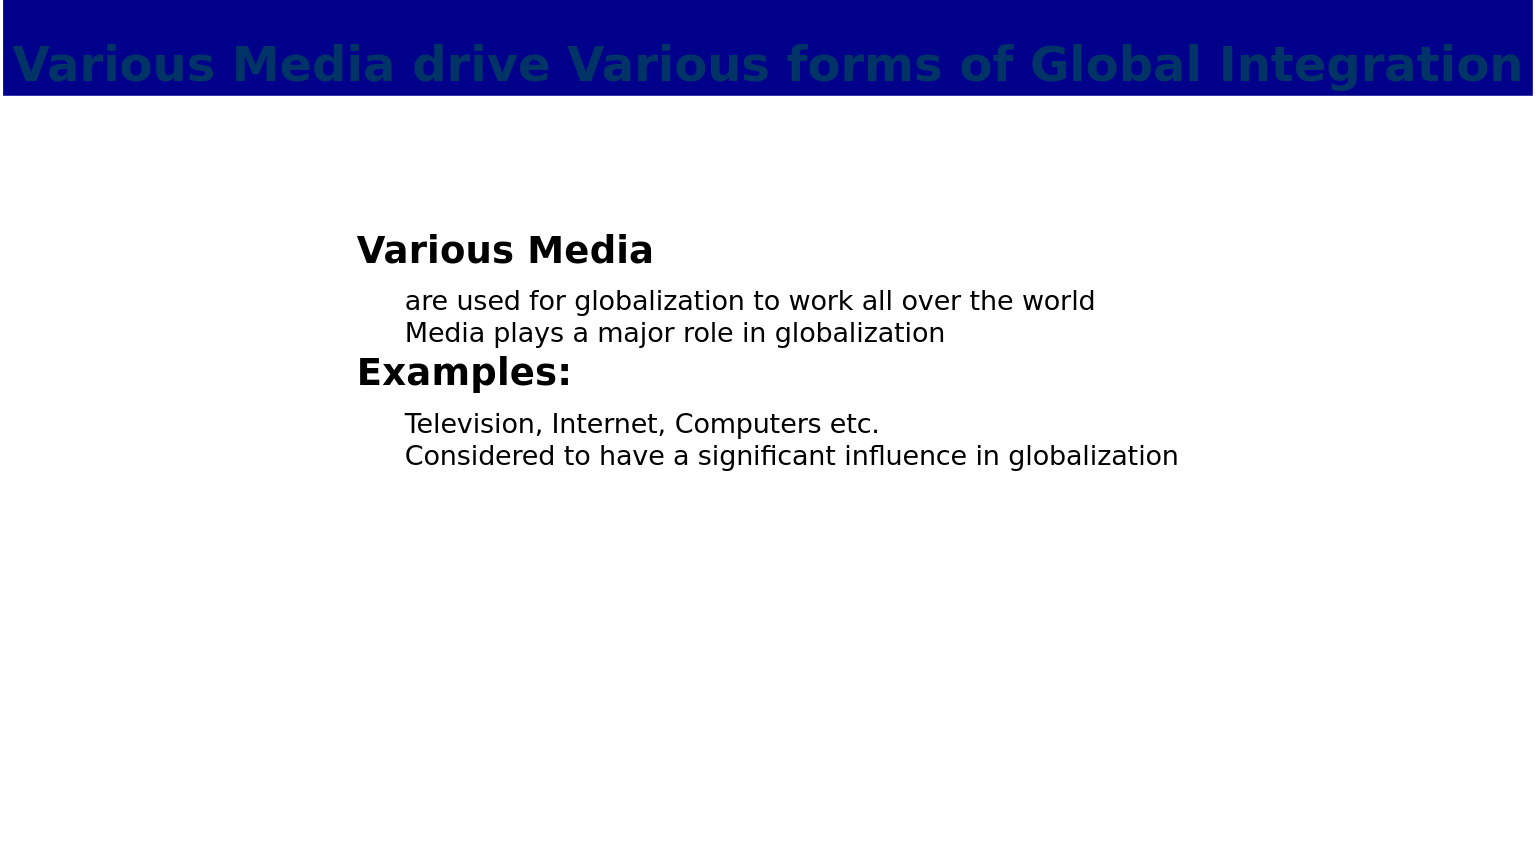 Various Media drive Various forms of Global Integration
Various Media
are used for globalization to work all over the world
Media plays a major role in globalization
Examples:
Television, Internet, Computers etc.
Considered to have a significant influence in globalization